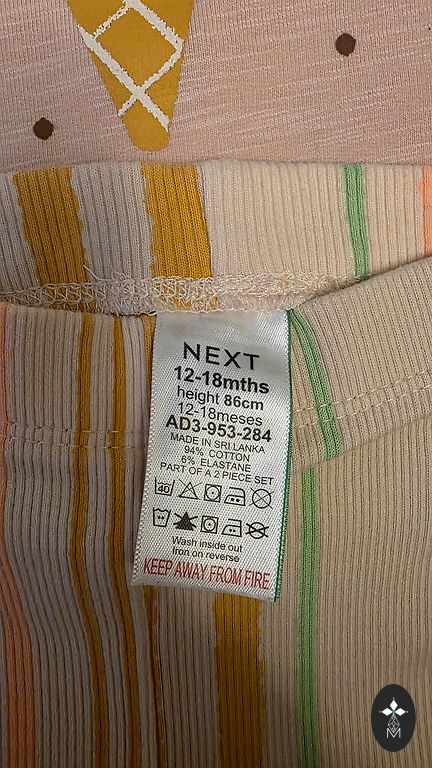 NEXT
12-18mths
height 86cm
12-18meses
AD3-953-284
MADE IN SRI LANKA
94% COTTON
6% ELASTANE
PART OF A 2 PIECE SET
40
Wash inside out
Iron on reverse
KEEP AWAY FROM FIRE
M